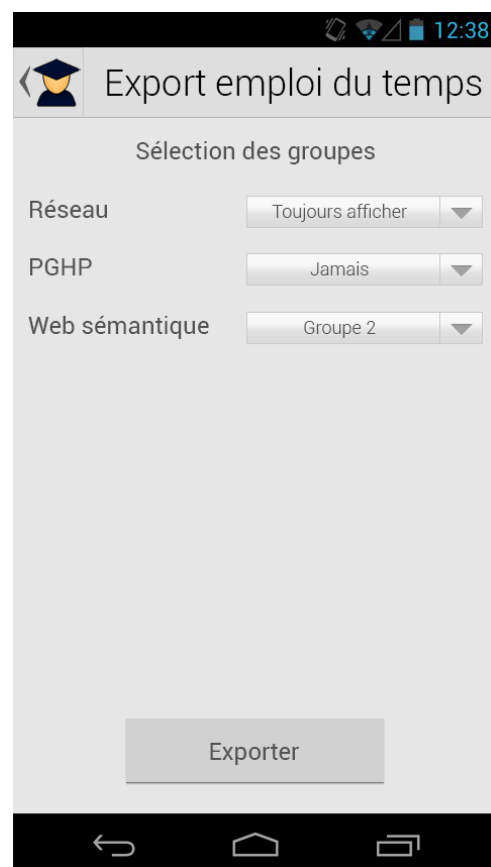 12:38
Export emploi du temps
Sélection des groupes
Réseau Toujours afficher
PGHP Jamais
Web sémantique Groupe 2
Exporter